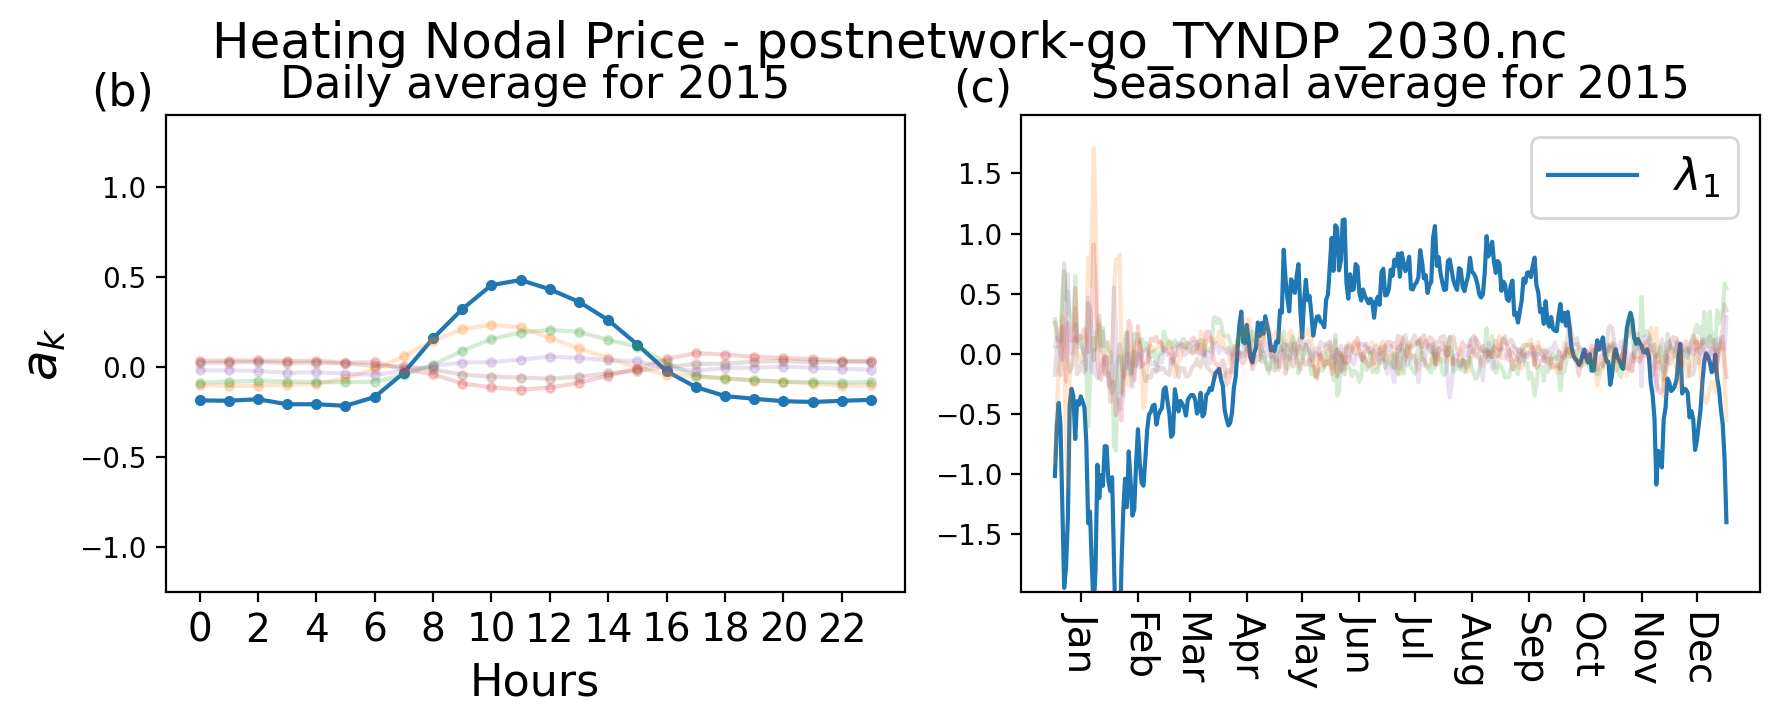 Heating Nodal Price - postnetwork-go_TYNDP_2030.nc
(b)
Daily average for 2015
1.0
0.5
0.0
−0.5
−1.0
a_k
0 2 4 6 8 10 12 14 16 18 20 22
Hours
(c)
Seasonal average for 2015
λ_1
1.5
1.0
0.5
0.0
−0.5
−1.0
−1.5
Jan Feb Mar Apr May Jun Jul Aug Sep Oct Nov Dec